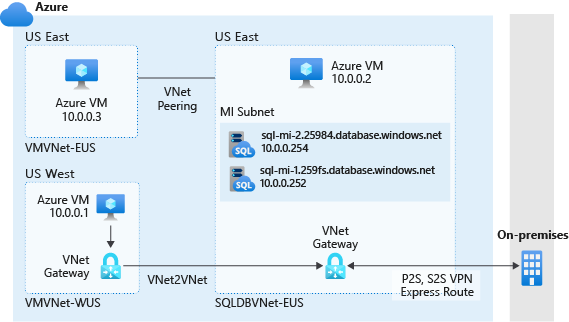 Azure
US East
Azure VM
10.0.0.3
VMVNet-EUS
VNet
Peering
US East
Azure VM
10.0.0.2
MI Subnet
SQL
sql-mi-2.25984.database.windows.net
10.0.0.254
SQL
sql-mi-1.259fs.database.windows.net
10.0.0.252
US West
Azure VM
10.0.0.1
VNet
Gateway
VMVNet-WUS
VNet2VNet
VNet
Gateway
SQLDBVNet-EUS
P2S, S2S VPN
Express Route
On-premises